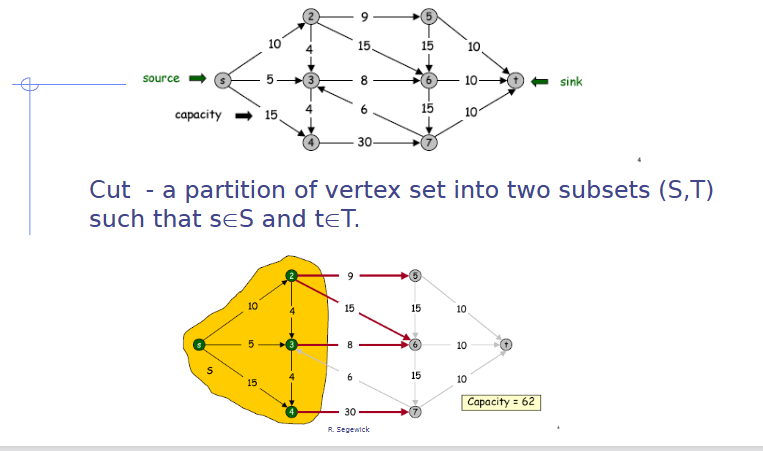 2 9 5
10 4 15 15 10
source s 5 3 8 6 10 t sink
capacity 15 4 6 15 10
4 30 7
4
Cut - a partition of vertex set into two subsets (S,T)
such that s∈S and t∈T.
2 9 5
10 4 15 15 10
s 5 3 8 6 10 t
S 15 4 6 15 10
4 30 7
Capacity = 62
R. Segewick
4